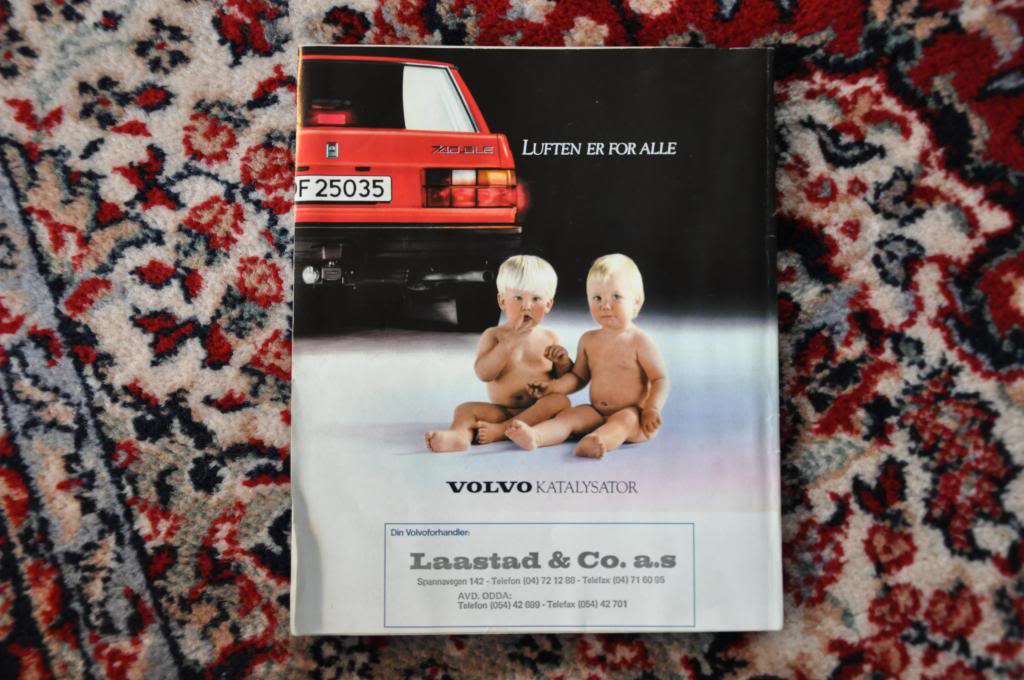 740 GLE
LUFTEN ER FOR ALLE
F 25035
VOLVO KATALYSATOR
Din Volvoforhandler:
Laastad & Co. a.s
Spannavegen 142 - Telefon (04) 72 12 88 - Telefax (04) 71 60 95
AVD. ODDA:
Telefon (054) 42 699 - Telefax (054) 42 701